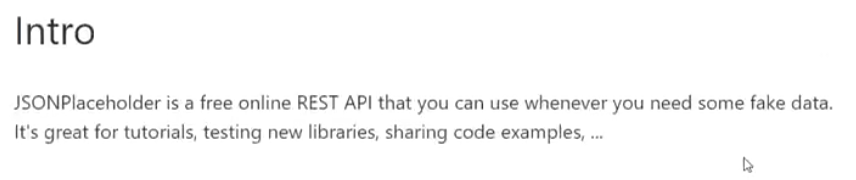 Intro
JSONPlaceholder is a free online REST API that you can use whenever you need some fake data.
It's great for tutorials, testing new libraries, sharing code examples, ...